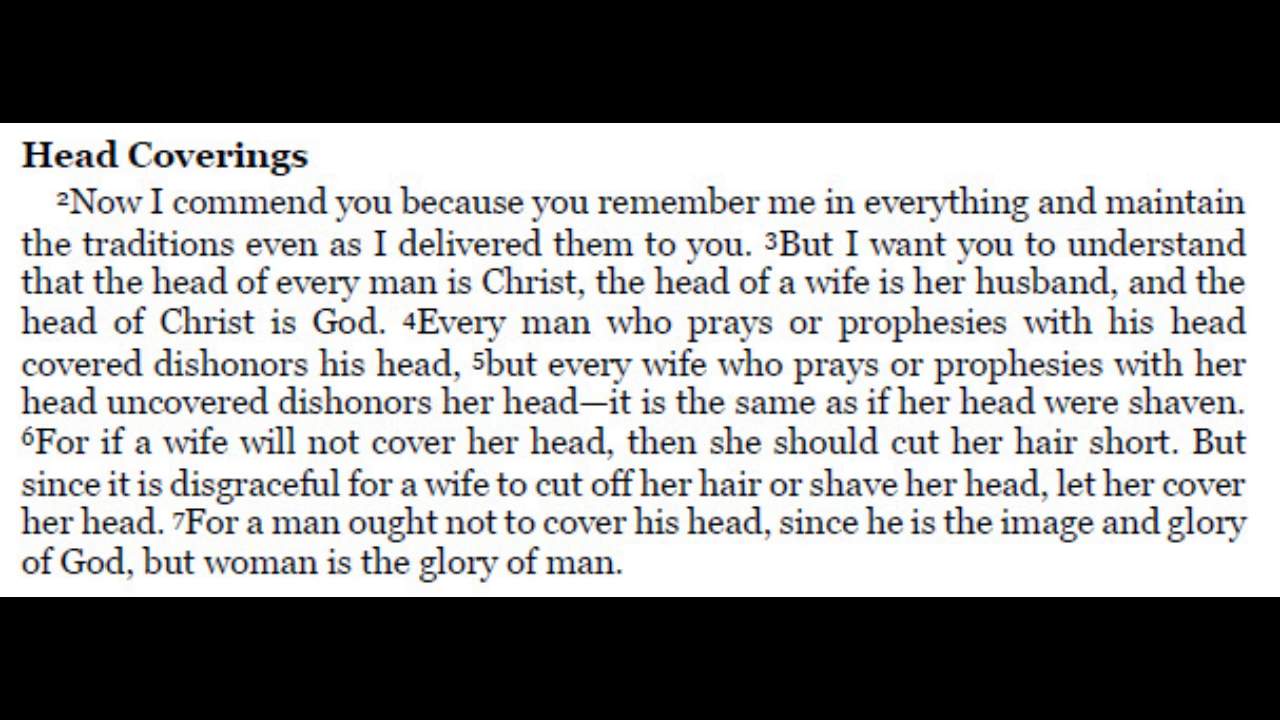 Head Coverings
²Now I commend you because you remember me in everything and maintain
the traditions even as I delivered them to you. ³But I want you to understand
that the head of every man is Christ, the head of a wife is her husband, and the
head of Christ is God. ⁴Every man who prays or prophesies with his head
covered dishonors his head, ⁵but every wife who prays or prophesies with her
head uncovered dishonors her head—it is the same as if her head were shaven.
⁶For if a wife will not cover her head, then she should cut her hair short. But
since it is disgraceful for a wife to cut off her hair or shave her head, let her cover
her head. ⁷For a man ought not to cover his head, since he is the image and glory
of God, but woman is the glory of man.